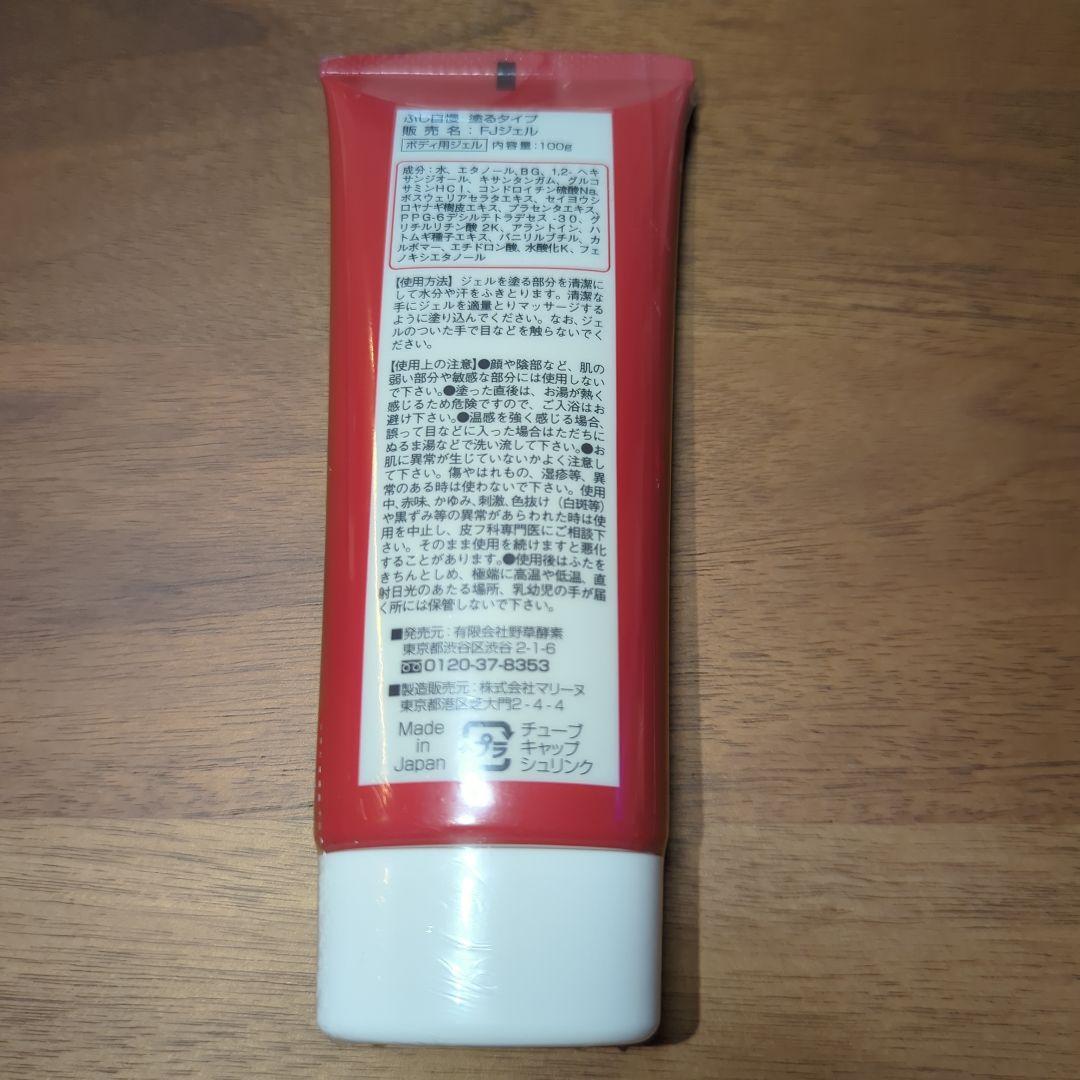 ふし自慢 塗るタイプ
販売名：FJジェル
ボディ用ジェル 内容量：100g
成分：水、エタノール、BG、1,2-ヘキ
サンジオール、キサンタンガム、グルコ
サミンHCl、コンドロイチン硫酸Na、
ボスウェリアセラタエキス、セイヨウシ
ロヤナギ樹皮エキス、プラセンタエキス、
PPG-6デシルテトラデセス-30、グ
リチルリチン酸2K、アラントイン、ハ
トムギ種子エキス、バニリルブチル、カ
ルボマー、エチドロン酸、水酸化K、フェ
ノキシエタノール
【使用方法】ジェルを塗る部分を清潔に
して水分や汗をふきとります。清潔な
手にジェルを適量とりマッサージする
ように塗り込んでください。なお、ジェ
ルのついた手で目などを触らないでく
ださい。
【使用上の注意】●顔や陰部など、肌の
弱い部分や敏感な部分には使用しない
で下さい。●塗った直後は、お湯が熱く
感じるため危険ですので、ご入浴はお
避け下さい。●温感を強く感じる場合、
誤って目などに入った場合はただちに
ぬるま湯などで洗い流して下さい。●お
肌に異常が生じていないかよく注意し
て下さい。傷やはれもの、湿疹等、異
常のある時は使わないで下さい。使用
中、赤味、かゆみ、刺激、色抜け（白斑等）
や黒ずみ等の異常があらわれた時は使
用を中止し、皮フ科専門医にご相談下
さい。そのまま使用を続けますと悪化
することがあります。●使用後はふたを
きちんとしめ、極端に高温や低温、直
射日光のあたる場所、乳幼児の手が届
く所には保管しないで下さい。
■発売元：有限会社野草酵素
東京都渋谷区渋谷2-1-6
0120-37-8353
■製造販売元：株式会社マリーヌ
東京都港区芝大門2-4-4
Made in Japan
プラ
チューブ
キャップ
シュリンク